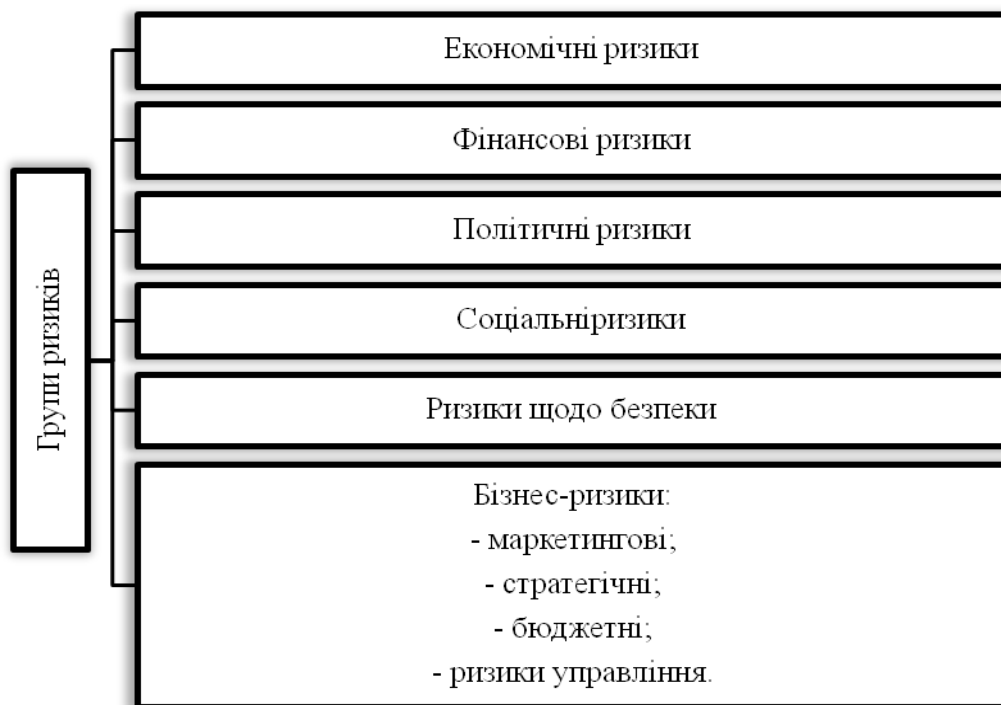 Групи ризиків
Економічні ризики
Фінансові ризики
Політичні ризики
Соціальніризики
Ризики щодо безпеки
Бізнес-ризики:
- маркетингові;
- стратегічні;
- бюджетні;
- ризики управління.